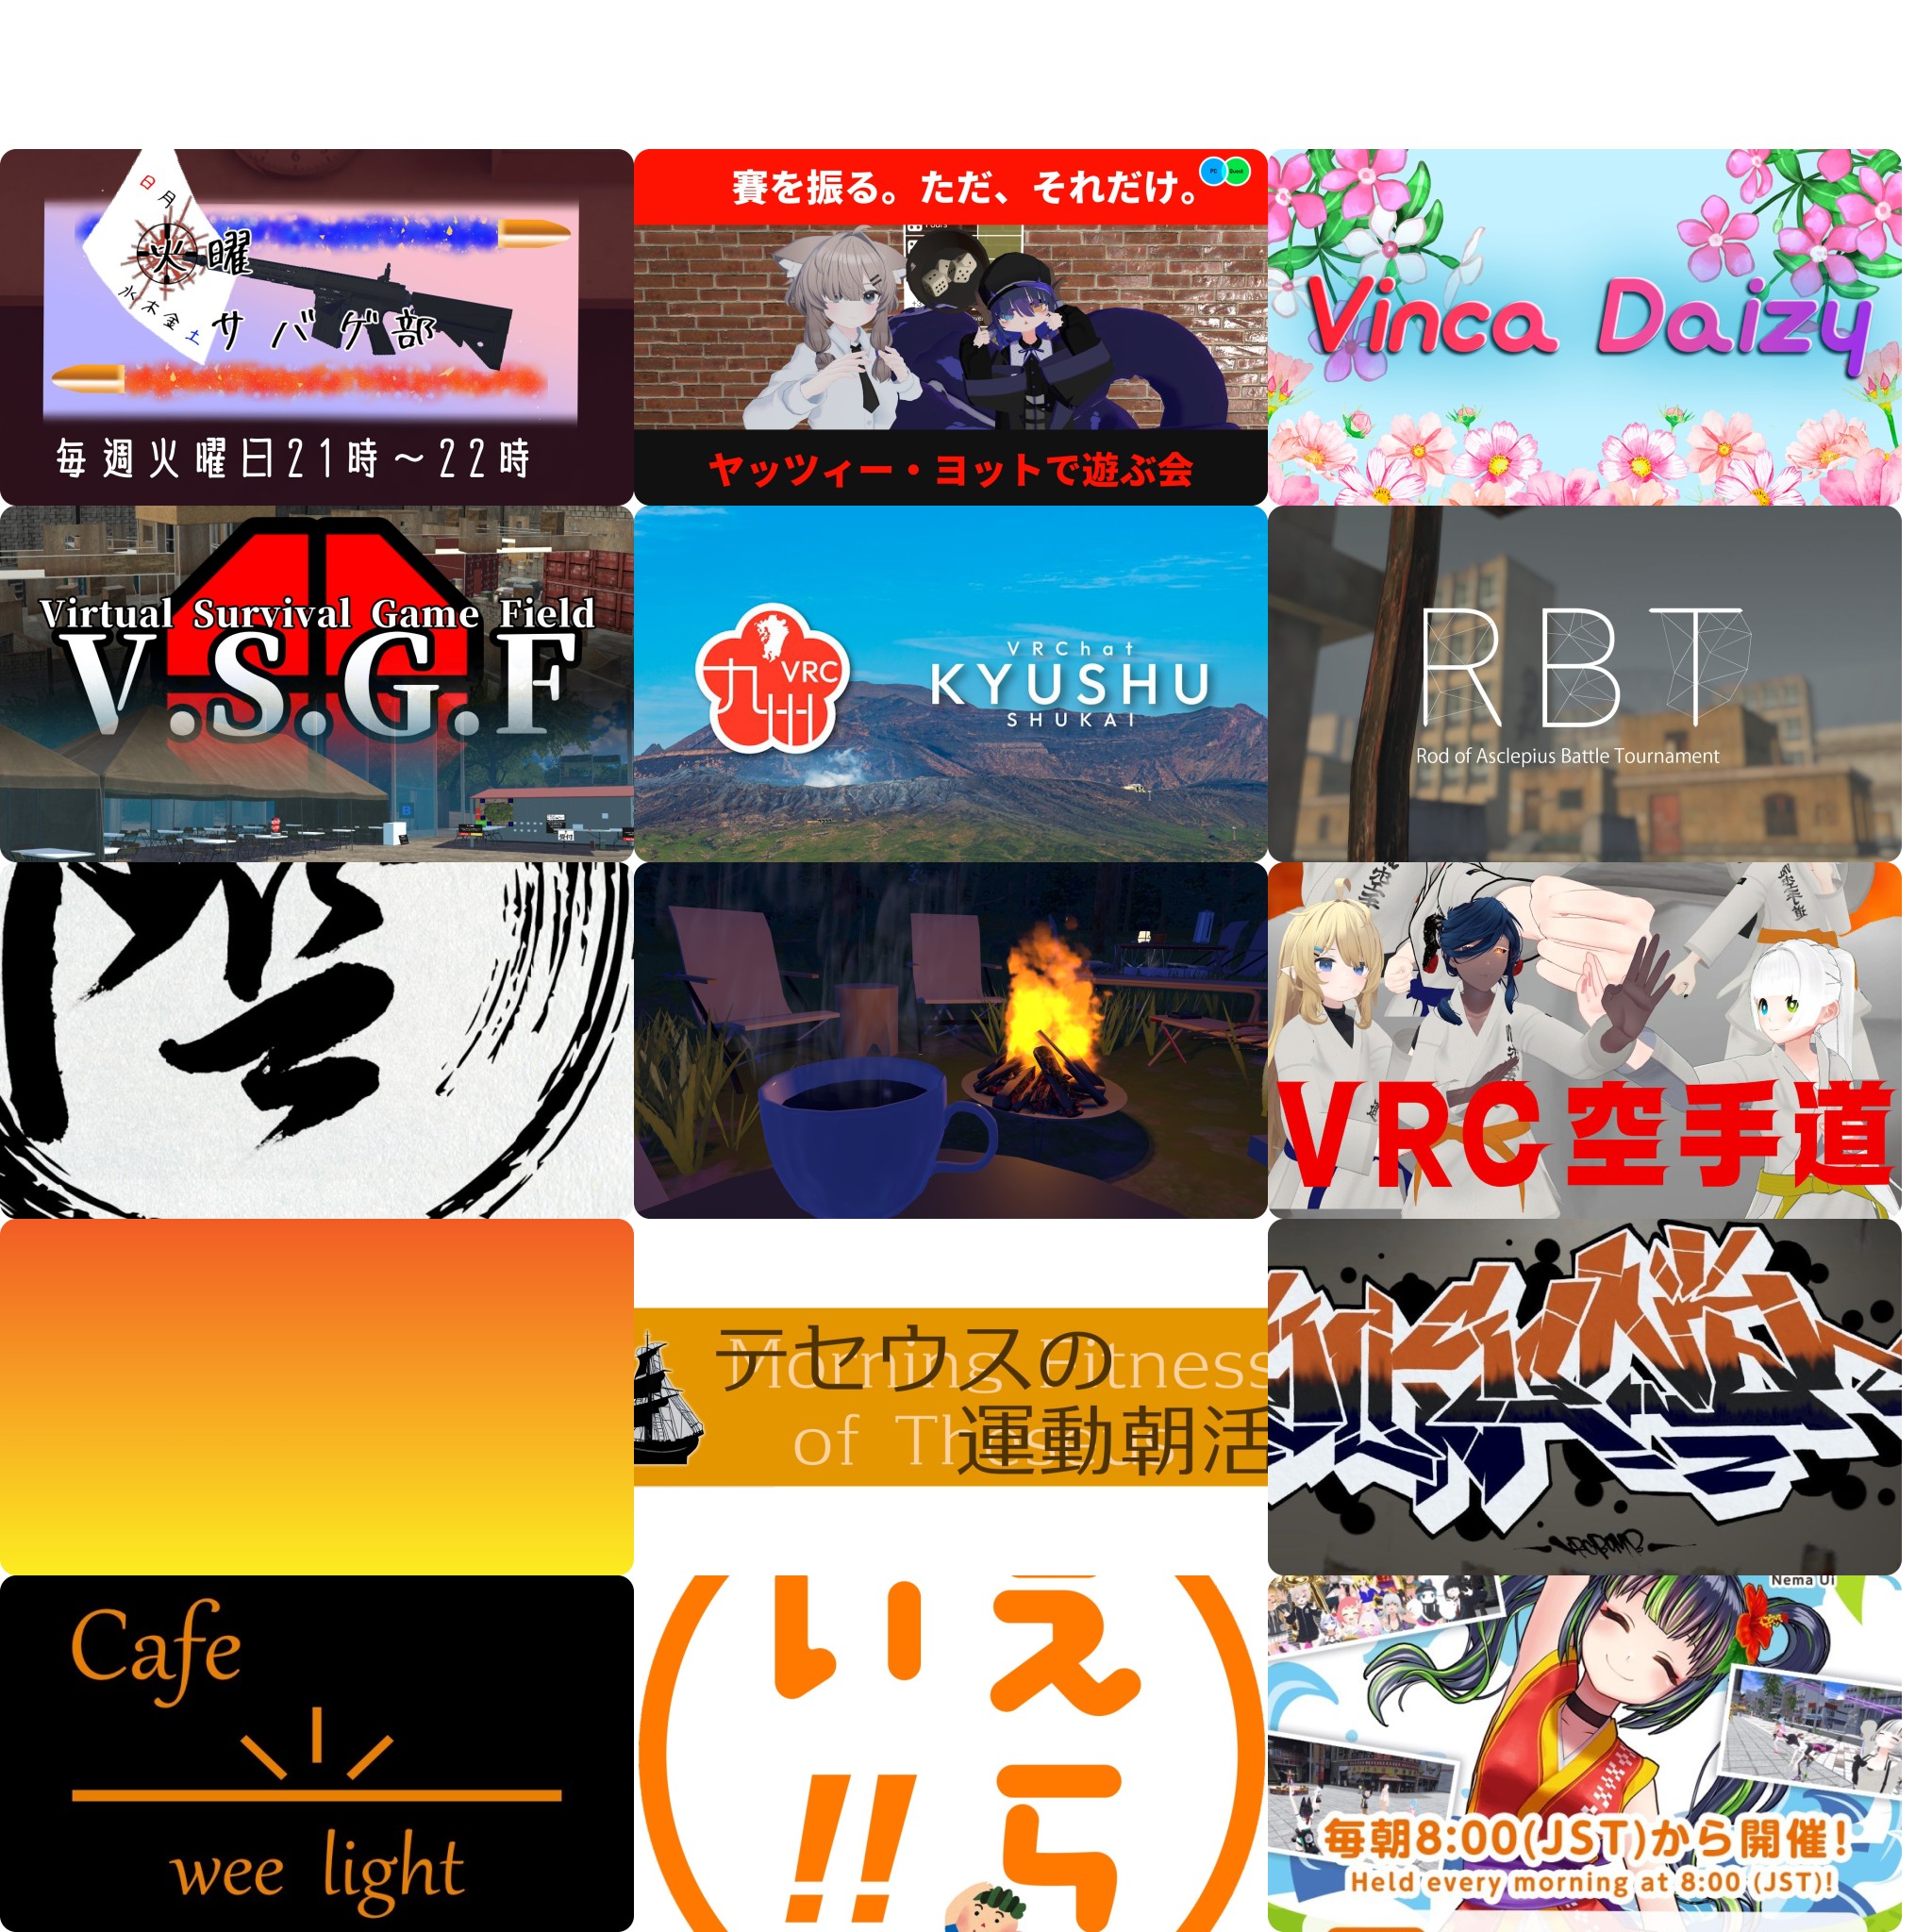 日
月
火曜
水
木
金
土
サバゲ部
毎週火曜日21時～22時
賽を振る。ただ、それだけ。
PC
Quest
ヤッツィー・ヨットで遊ぶ会
Vinca Daizy
Virtual Survival Game Field
V.S.G.F
九州
VRC
VRChat
KYUSHU
SHUKAI
RBT
Rod of Asclepius Battle Tournament
VRC空手道
テセウスの
Morning Fitness
運動朝活
of Theseus
Cafe
wee light
いえ
!!ら
Nema Ui
毎朝8:00(JST)から開催!
Held every morning at 8:00 (JST)!